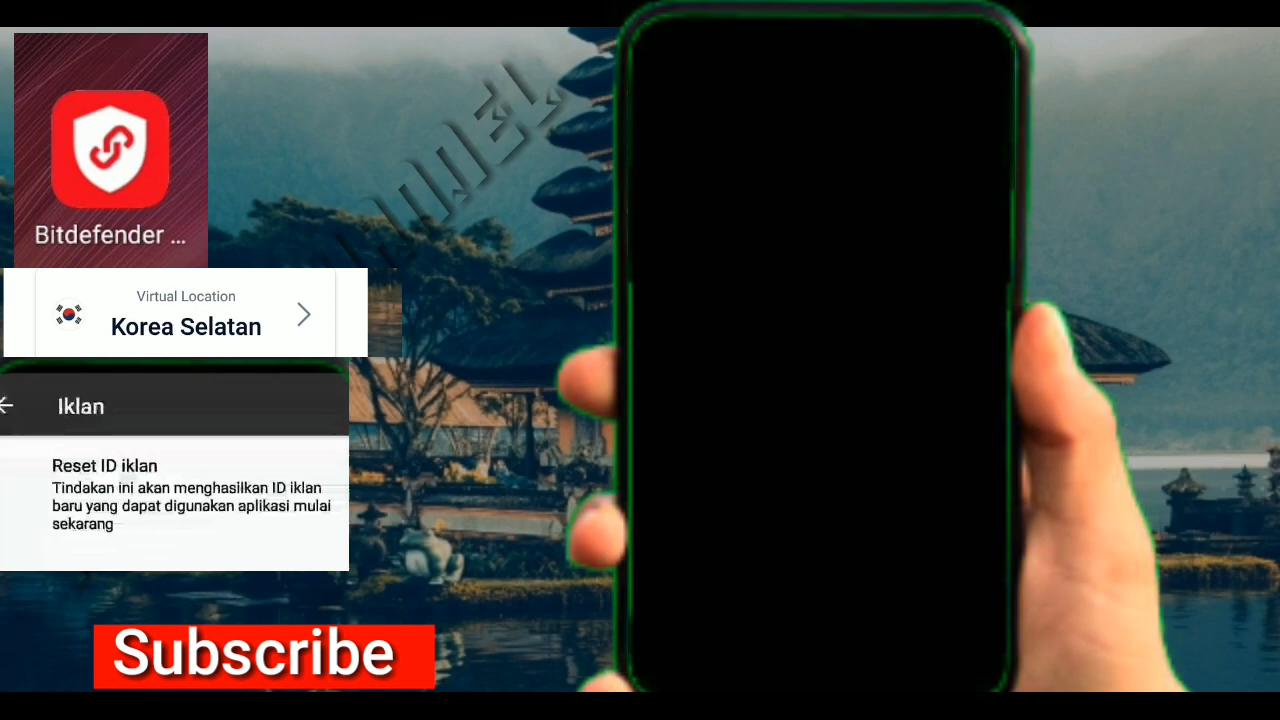 Bitdefender ...
Virtual Location
Korea Selatan
Iklan
Reset ID iklan
Tindakan ini akan menghasilkan ID iklan
baru yang dapat digunakan aplikasi mulai
sekarang
Subscribe